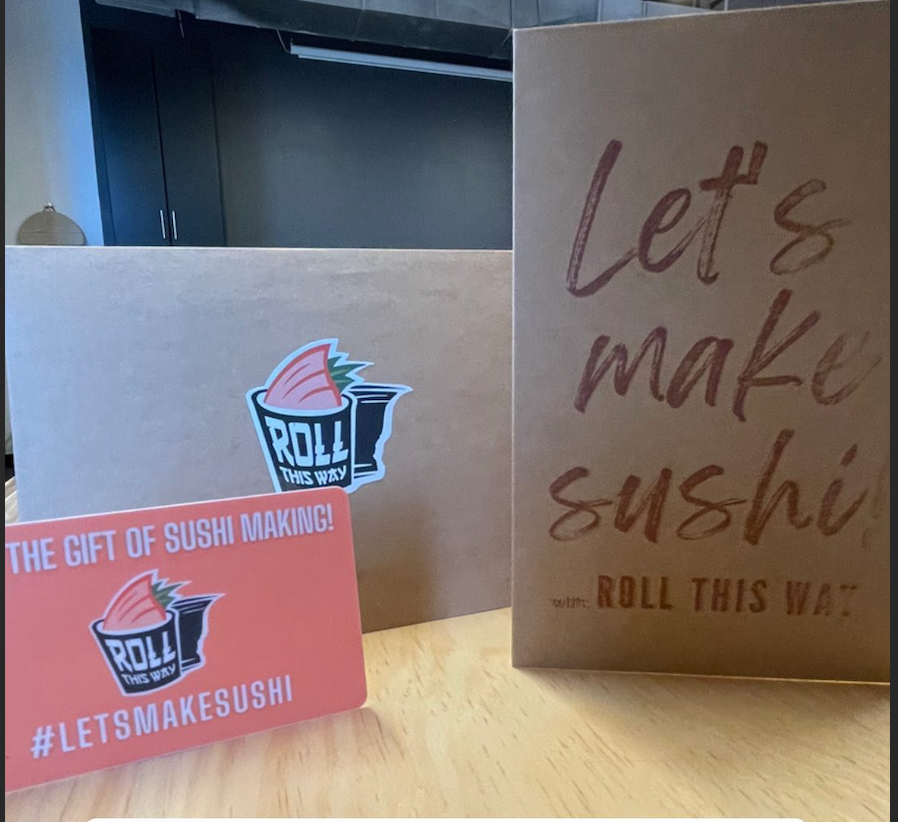 Let's
make
sushi!
with ROLL THIS WAY
ROLL
THIS WAY
THE GIFT OF SUSHI MAKING!
ROLL
THIS WAY
#LETSMAKESUSHI